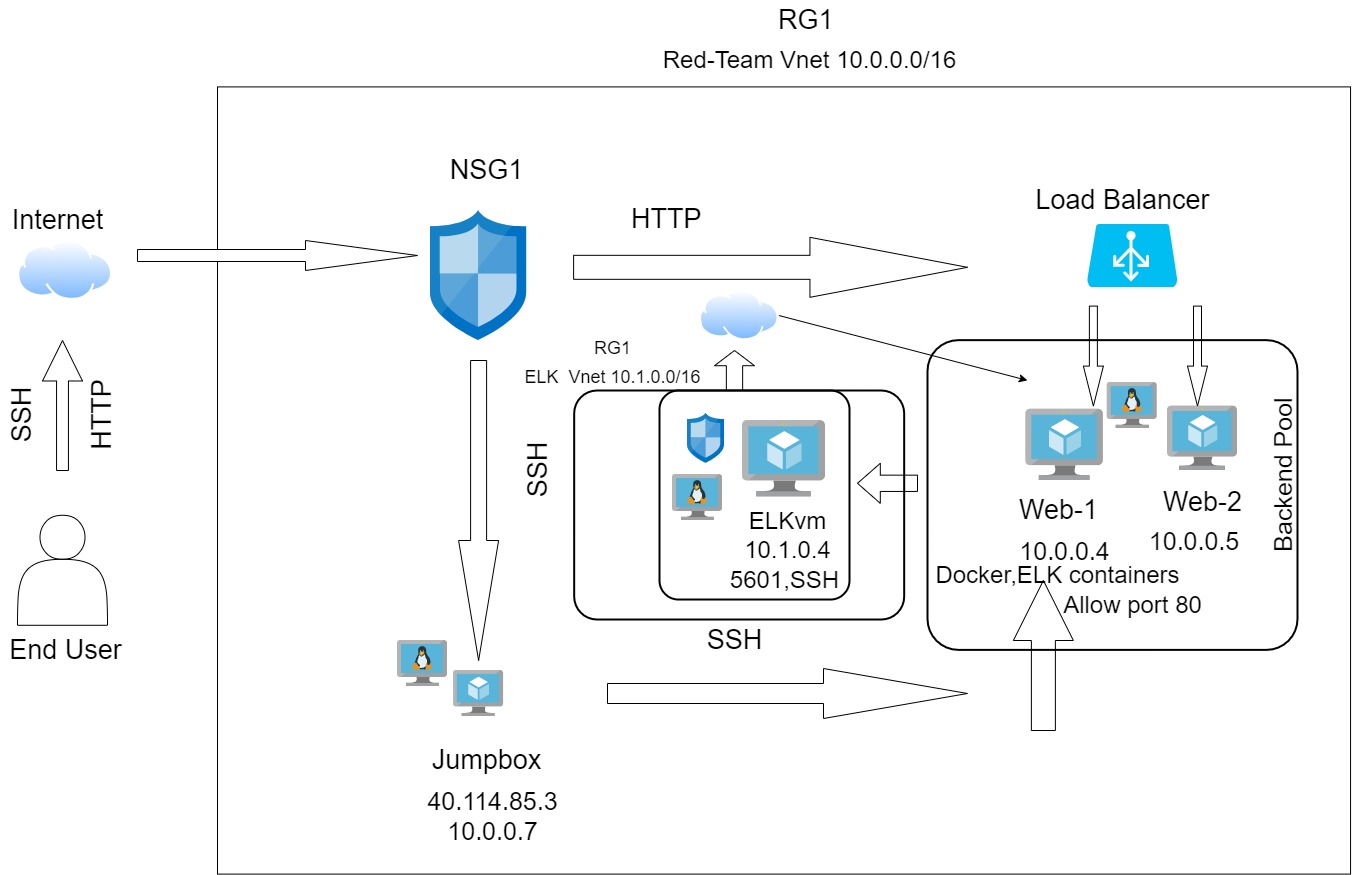 RG1
Red-Team Vnet 10.0.0.0/16
NSG1
Internet
HTTP
Load Balancer
RG1
ELK  Vnet 10.1.0.0/16
SSH
HTTP
SSH
ELKvm
10.1.0.4
5601,SSH
Web-1
10.0.0.4
Web-2
10.0.0.5
Backend Pool
Docker,ELK containers
Allow port 80
End User
SSH
Jumpbox
40.114.85.3
10.0.0.7